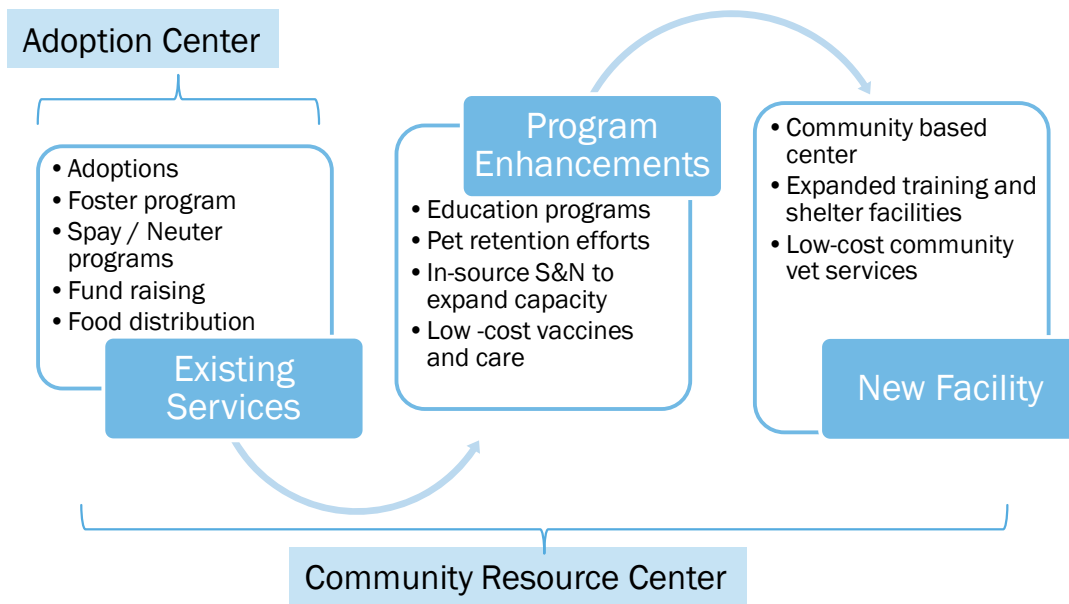 Adoption Center
• Adoptions
• Foster program
• Spay / Neuter
programs
• Fund raising
• Food distribution
Existing
Services
Program
Enhancements
• Education programs
• Pet retention efforts
• In-source S&N to
expand capacity
• Low -cost vaccines
and care
• Community based
center
• Expanded training and
shelter facilities
• Low-cost community
vet services
New Facility
Community Resource Center